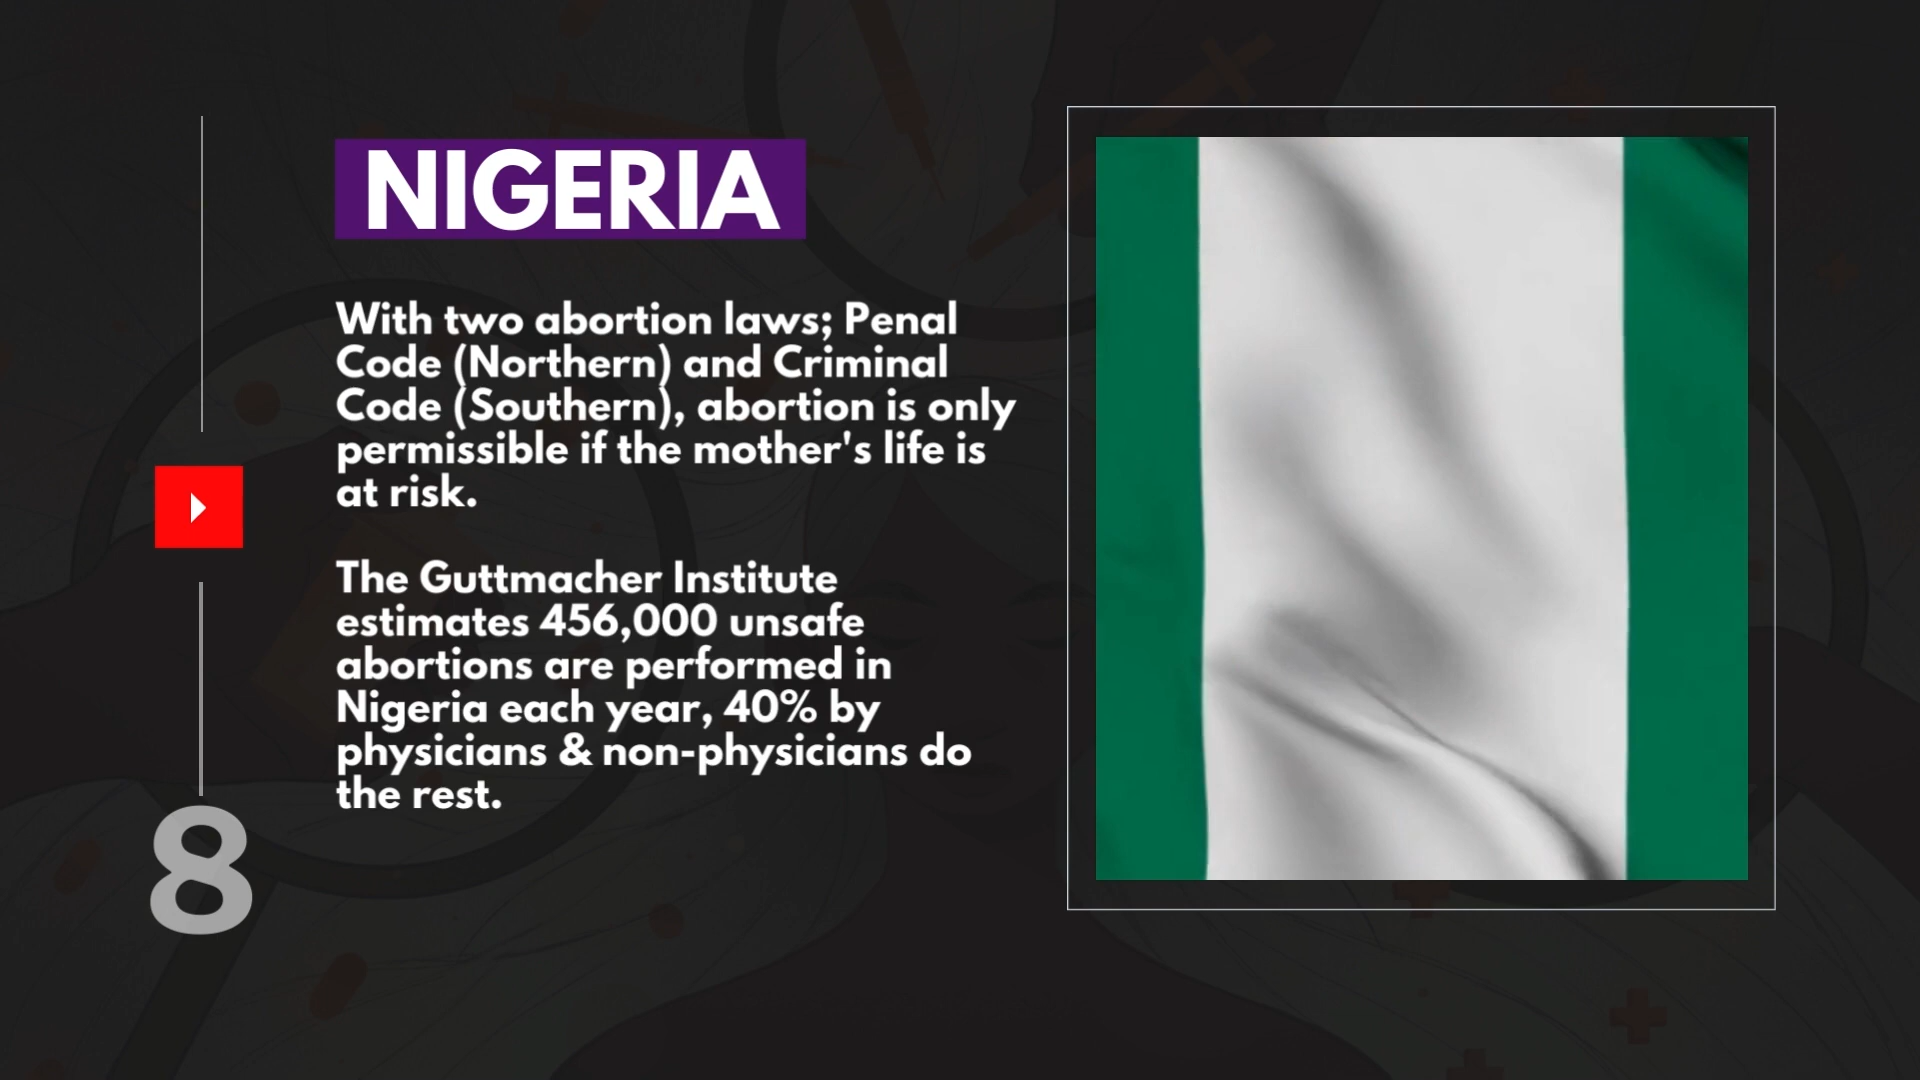 NIGERIA
With two abortion laws; Penal
Code (Northern) and Criminal
Code (Southern), abortion is only
permissible if the mother's life is
at risk.
The Guttmacher Institute
estimates 456,000 unsafe
abortions are performed in
Nigeria each year, 40% by
physicians & non-physicians do
the rest.
8